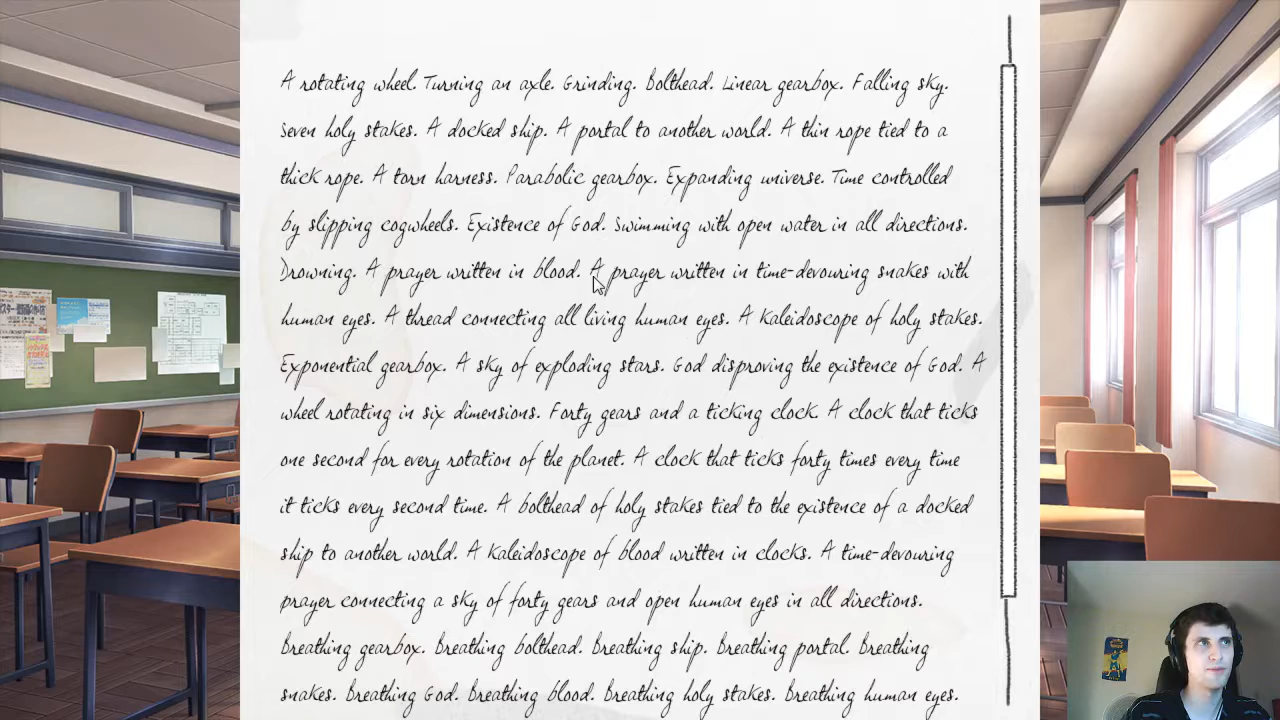 A rotating wheel. Turning an axle. Grinding. Bolthead. Linear gearbox. Falling sky.
Seven holy stakes. A docked ship. A portal to another world. A thin rope tied to a
thick rope. A torn harness. Parabolic gearbox. Expanding universe. Time controlled
by slipping cogwheels. Existence of God. Swimming with open water in all directions.
Drowning. A prayer written in blood. A prayer written in time-devouring snakes with
human eyes. A thread connecting all living human eyes. A kaleidoscope of holy stakes.
Exponential gearbox. A sky of exploding stars. God disproving the existence of God. A
wheel rotating in six dimensions. Forty gears and a ticking clock. A clock that ticks
one second for every rotation of the planet. A clock that ticks forty times every time
it ticks every second time. A bolthead of holy stakes tied to the existence of a docked
ship to another world. A kaleidoscope of blood written in clocks. A time-devouring
prayer connecting a sky of forty gears and open human eyes in all directions.
Breathing gearbox. Breathing bolthead. Breathing ship. Breathing portal. Breathing
snakes. Breathing God. Breathing blood. Breathing holy stakes. Breathing human eyes.